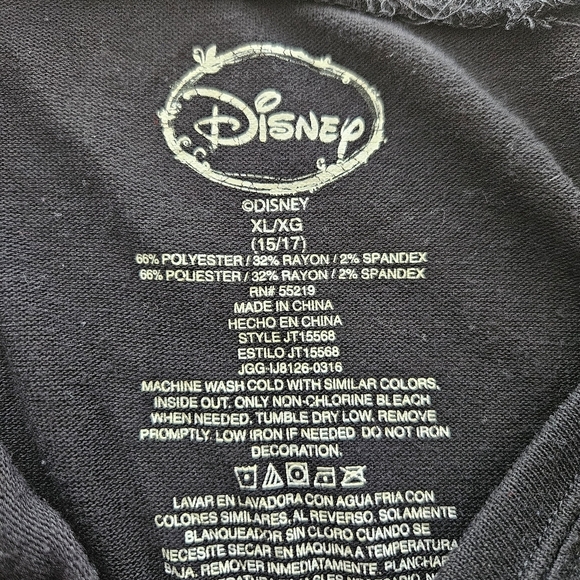 DISNEY
©DISNEY
XL/XG
(15/17)
66% POLYESTER / 32% RAYON / 2% SPANDEX
66% POLIESTER / 32% RAYON / 2% SPANDEX
RN# 55219
MADE IN CHINA
HECHO EN CHINA
STYLE JT15568
ESTILO JT15568
JGG-IJ8126-0316
MACHINE WASH COLD WITH SIMILAR COLORS,
INSIDE OUT. ONLY NON-CHLORINE BLEACH
WHEN NEEDED. TUMBLE DRY LOW. REMOVE
PROMPTLY. LOW IRON IF NEEDED. DO NOT IRON
DECORATION.
LAVAR EN LAVADORA CON AGUA FRIA CON
COLORES SIMILARES, AL REVERSO. SOLAMENTE
BLANQUEADOR SIN CLORO CUANDO SE
NECESITE SECAR EN MAQUINA A TEMPERATURA
BAJA. REMOVER INMEDIATAMENTE. PLANCHAR